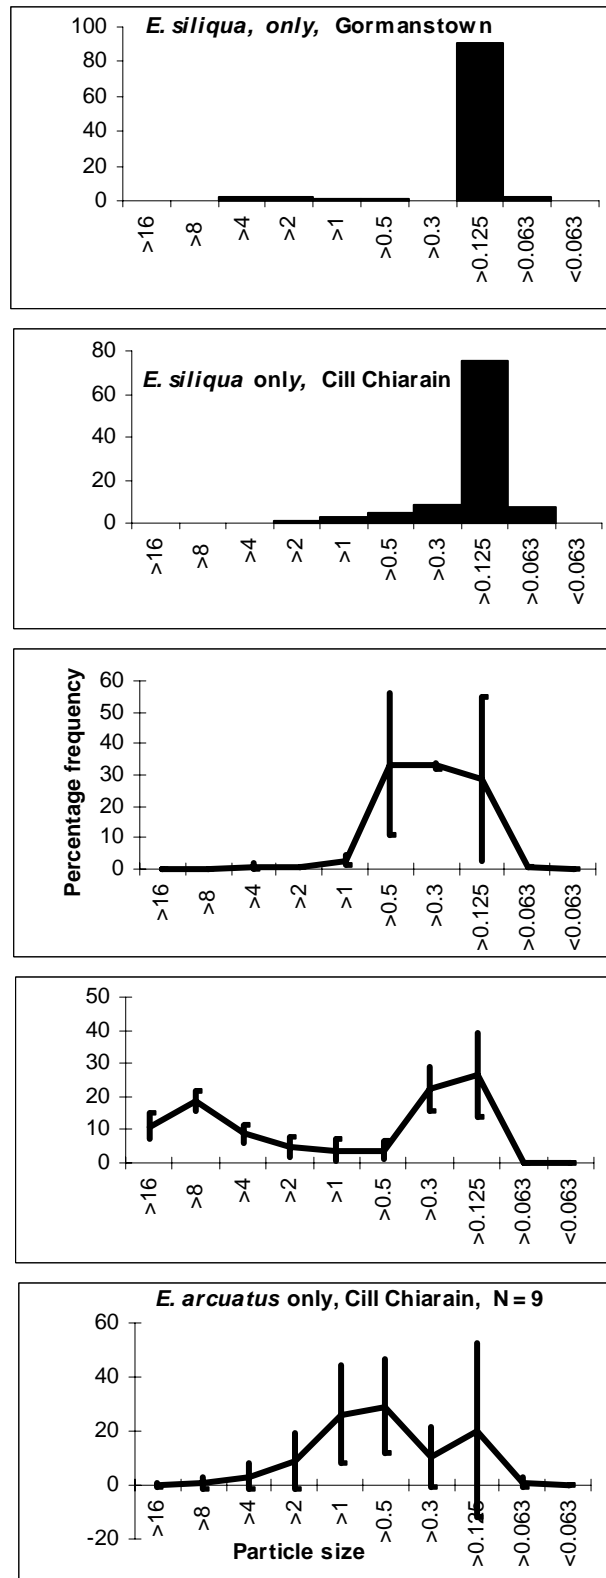 E. siliqua, only, Gormanstown
100
80
60
40
20
0
>16 >8 >4 >2 >1 >0.5 >0.3 >0.125 >0.063 <0.063
E. siliqua only, Cill Chiarain
80
60
40
20
0
>16 >8 >4 >2 >1 >0.5 >0.3 >0.125 >0.063 <0.063
Percentage frequency
60
50
40
30
20
10
0
>16 >8 >4 >2 >1 >0.5 >0.3 >0.125 >0.063 <0.063
50
40
30
20
10
0
>16 >8 >4 >2 >1 >0.5 >0.3 >0.125 >0.063 <0.063
E. arcuatus only, Cill Chiarain, N = 9
60
40
20
0
-20
>16 >8 >4 >2 >1 >0.5 >0.3 >0.125 >0.063 <0.063
Particle size